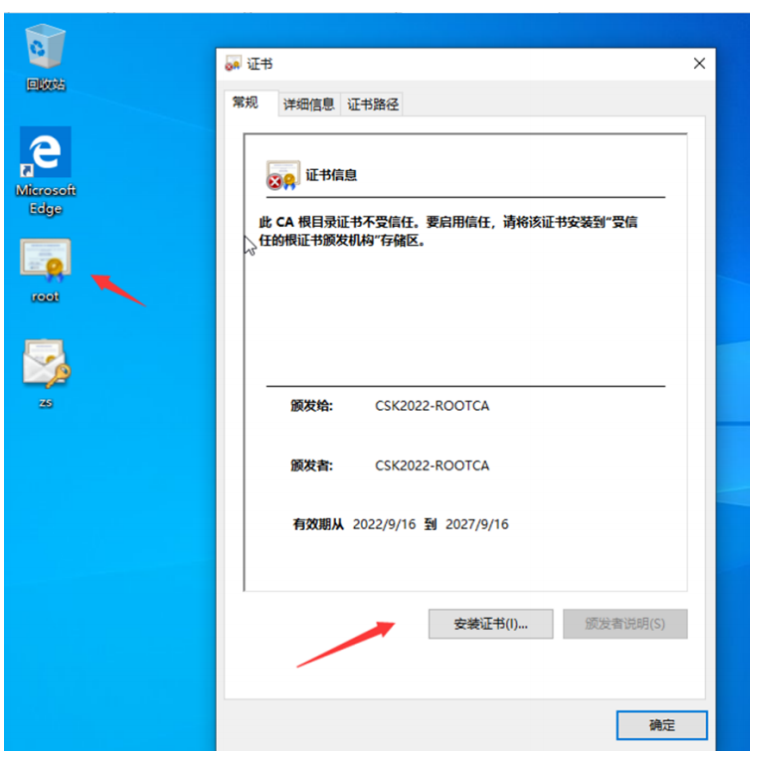 回收站
Microsoft
Edge
root
zs
证书
常规
详细信息
证书路径
证书信息
此 CA 根目录证书不受信任。要启用信任，请将该证书安装到"受信
任的根证书颁发机构"存储区。
颁发给: CSK2022-ROOTCA
颁发者: CSK2022-ROOTCA
有效期从 2022/9/16 到 2027/9/16
安装证书(I)...
颁发者说明(S)
确定